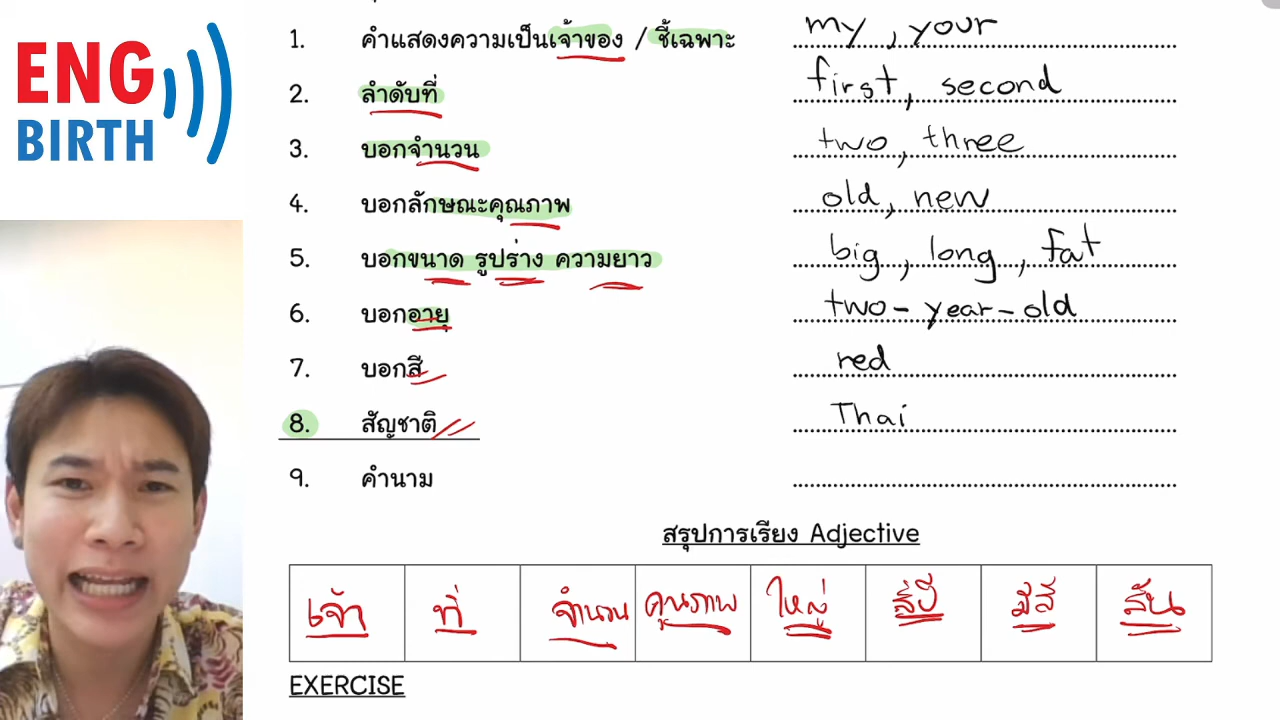 ENG
BIRTH
1. คำแสดงความเป็นเจ้าของ / ชี้เฉพาะ my, your
2. ลำดับที่ first, second
3. บอกจำนวน two, three
4. บอกลักษณะคุณภาพ old, new
5. บอกขนาด รูปร่าง ความยาว big, long, fat
6. บอกอายุ two-year-old
7. บอกสี red
8. สัญชาติ Thai
9. คำนาม
สรุปการเรียง Adjective
เจ้า ที่ จำนวน คุณภาพ ใหญ่ สี่ปี มีสี สัน
EXERCISE